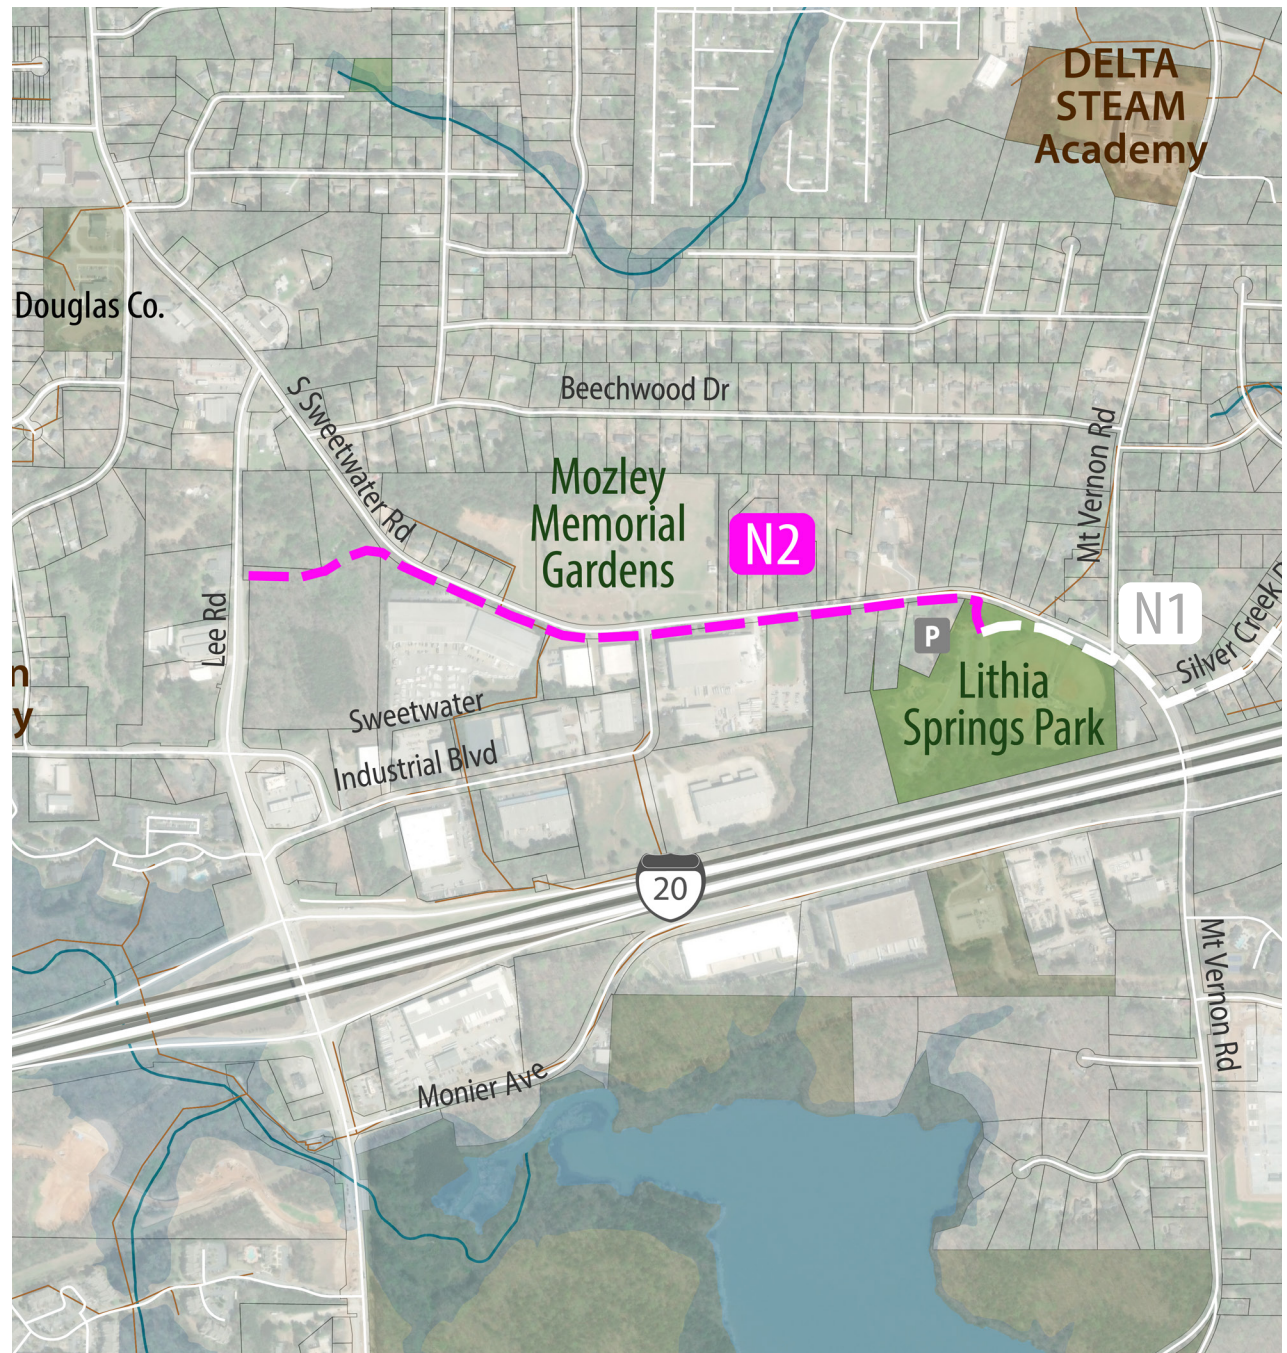 DELTA
STEAM
Academy
Douglas Co.
Beechwood Dr
S Sweetwater Rd
Mt Vernon Rd
Mozley
Memorial
Gardens
N2
N1
Lee Rd
P
Silver Creek
Lithia
Springs Park
n
y
Sweetwater
Industrial Blvd
20
Mt Vernon Rd
Monier Ave